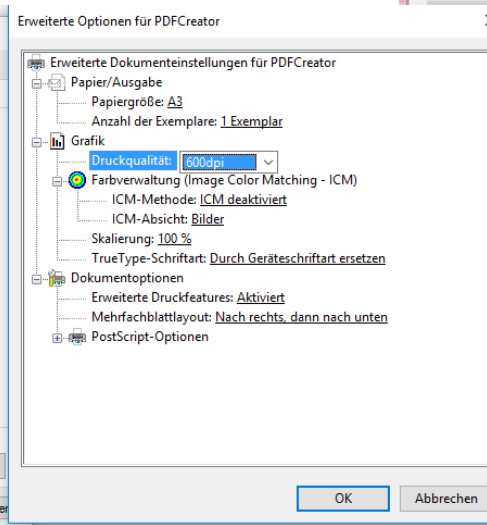 Erweiterte Optionen für PDFCreator
Erweiterte Dokumenteinstellungen für PDFCreator
Papier/Ausgabe
Papiergröße: A3
Anzahl der Exemplare: 1 Exemplar
Grafik
Druckqualität: 600dpi
Farbverwaltung (Image Color Matching - ICM)
ICM-Methode: ICM deaktiviert
ICM-Absicht: Bilder
Skalierung: 100 %
TrueType-Schriftart: Durch Geräteschriftart ersetzen
Dokumentoptionen
Erweiterte Druckfeatures: Aktiviert
Mehrfachblattlayout: Nach rechts, dann nach unten
PostScript-Optionen
OK Abbrechen